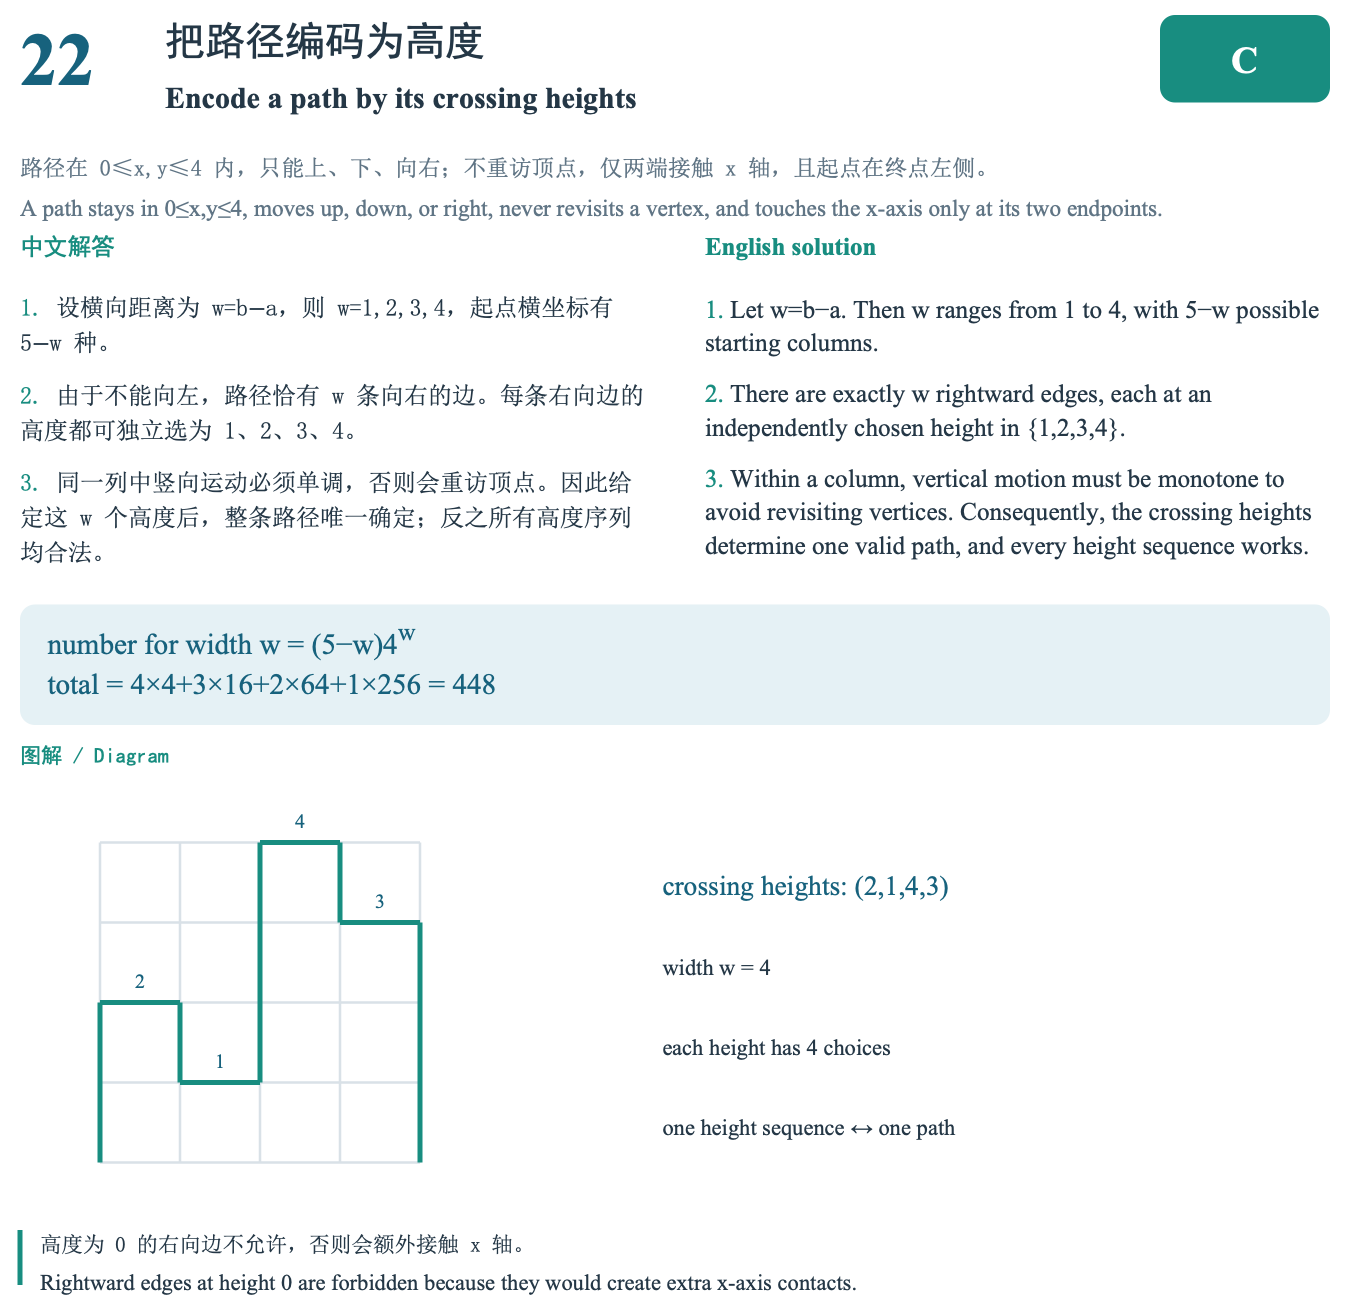 22
把路径编码为高度
Encode a path by its crossing heights
C
路径在 0≤x,y≤4 内，只能上、下、向右；不重访顶点，仅两端接触 x 轴，且起点在终点左侧。
A path stays in 0≤x,y≤4, moves up, down, or right, never revisits a vertex, and touches the x-axis only at its two endpoints.
中文解答
1. 设横向距离为 w=b−a，则 w=1,2,3,4，起点横坐标有
5−w 种。
2. 由于不能向左，路径恰有 w 条向右的边。每条右向边的
高度都可独立选为 1、2、3、4。
3. 同一列中竖向运动必须单调，否则会重访顶点。因此给
定这 w 个高度后，整条路径唯一确定；反之所有高度序列
均合法。
English solution
1. Let w=b−a. Then w ranges from 1 to 4, with 5−w possible
starting columns.
2. There are exactly w rightward edges, each at an
independently chosen height in {1,2,3,4}.
3. Within a column, vertical motion must be monotone to
avoid revisiting vertices. Consequently, the crossing heights
determine one valid path, and every height sequence works.
number for width w = (5−w)4^w
total = 4×4+3×16+2×64+1×256 = 448
图解 / Diagram
4
3
2
1
crossing heights: (2,1,4,3)
width w = 4
each height has 4 choices
one height sequence ↔ one path
高度为 0 的右向边不允许，否则会额外接触 x 轴。
Rightward edges at height 0 are forbidden because they would create extra x-axis contacts.